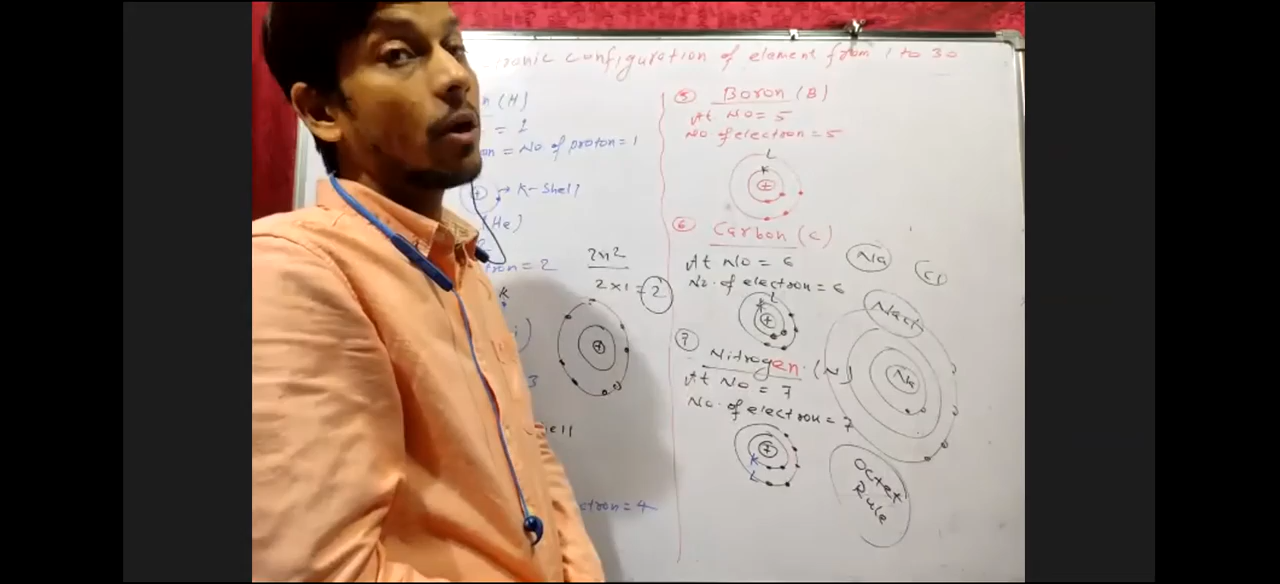 ronic configuration of element from 1 to 30
n (H)
= 1
on = No of proton = 1
+ → K-Shell
(He)
tron = 2
2n2
2 x 1 = 2
K
i)
3
+
ell
ctron = 4
5 Boron (B)
At NO = 5
NO of electron = 5
L
K
+
6 Carbon (C)
At NO = 6
No. of electron = 6
L
K
+
7 Nitrogen (N)
At NO = 7
No. of electron = 7
+
K
L
Na
Cl
Nacl
Na
Octet
Rule